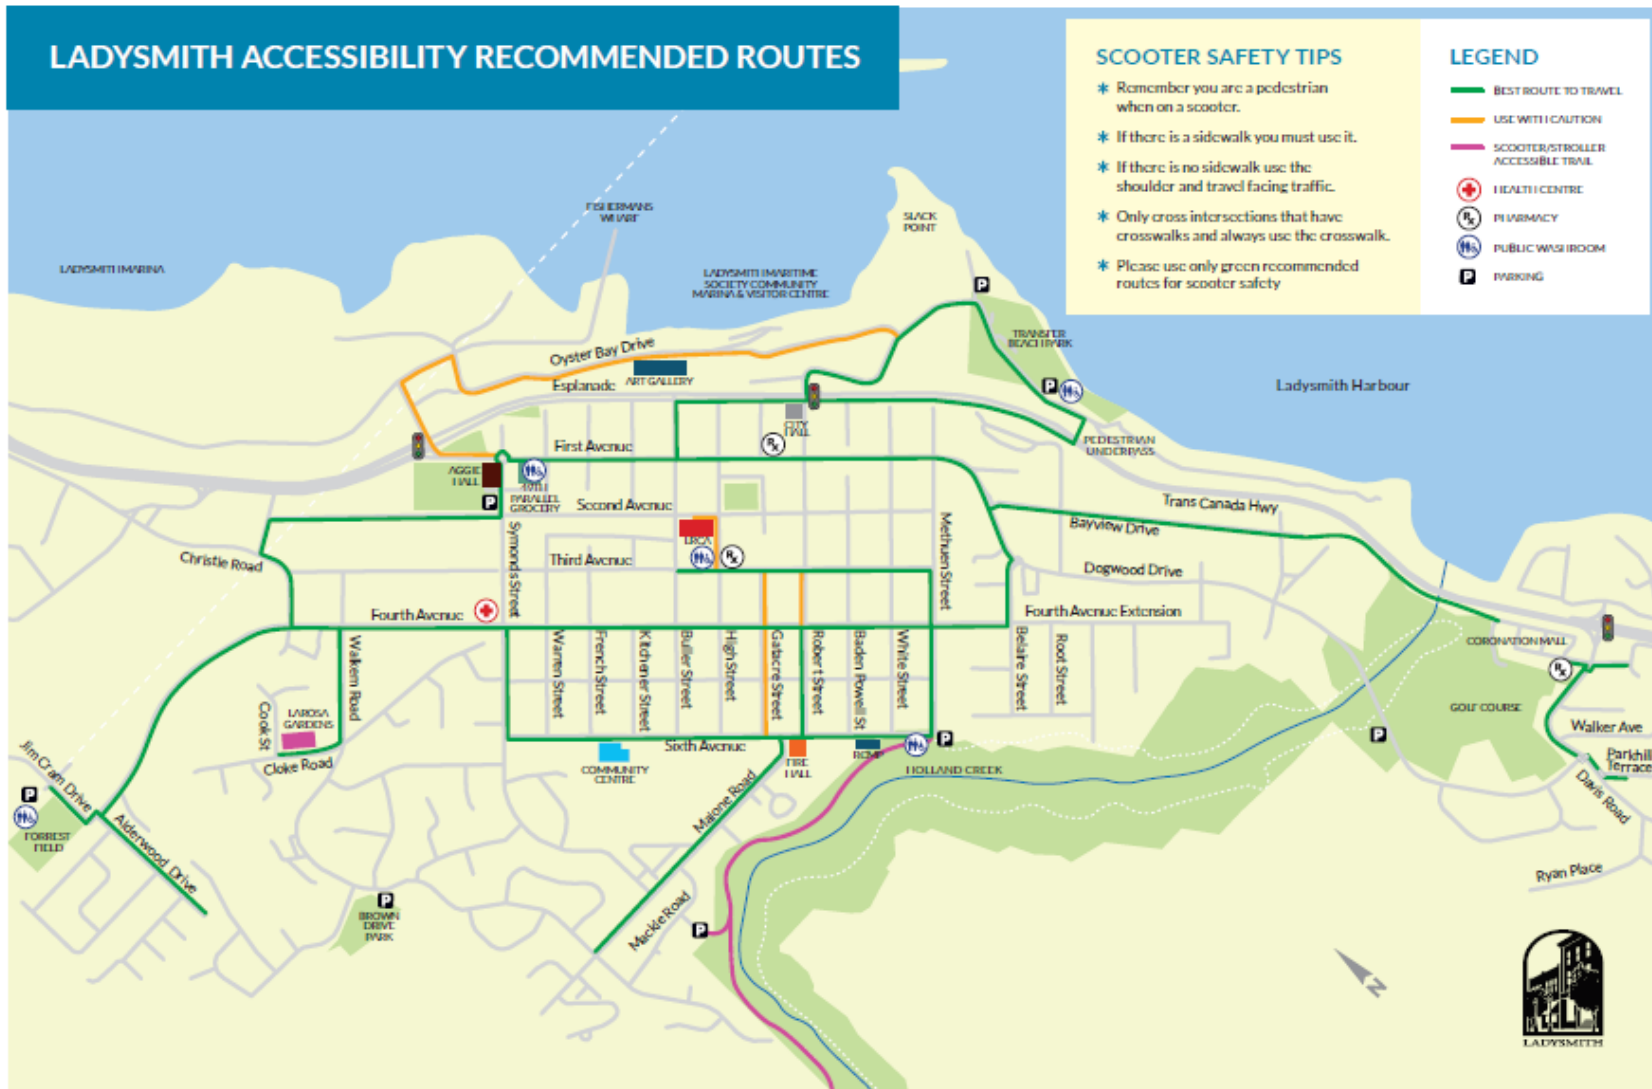 LADYSMITH ACCESSIBILITY RECOMMENDED ROUTES
SCOOTER SAFETY TIPS
Remember you are a pedestrian
when on a scooter.
If there is a sidewalk you must use it.
If there is no sidewalk use the
shoulder and travel facing traffic.
Only cross intersections that have
crosswalks and always use the crosswalk.
Please use only green recommended
routes for scooter safety
LEGEND
BEST ROUTE TO TRAVEL
USE WITH CAUTION
SCOOTER/STROLLER
ACCESSIBLE TRAIL
HEALTH CENTRE
PHARMACY
PUBLIC WASHROOM
PARKING
LADYSMITH MARINA
FISHERMANS
WHARF
SLACK
POINT
LADYSMITH MARITIME
SOCIETY COMMUNITY
MARINA & VISITOR CENTRE
TRANSFER
BEACH PARK
Ladysmith Harbour
Oyster Bay Drive
Esplanade
ART GALLERY
CITY
HALL
First Avenue
PEDESTRIAN
UNDERPASS
AGGIE
HALL
PARALLEL
GROCERY
Second Avenue
Trans Canada Hwy
Bayview Drive
Christie Road
Symonds Street
LRCA
Third Avenue
Methuen Street
Dogwood Drive
Fourth Avenue
Fourth Avenue Extension
Walkem Road
Warren Street
French Street
Kitchener Street
Buller Street
High Street
Gatacre Street
Robert Street
Baden Powell St
White Street
Belaire Street
Root Street
CORONATION MALL
GOLF COURSE
Walker Ave
Parkhill
Terrace
Davis Road
Ryan Place
Cook St
LAROSA
GARDENS
Cloke Road
Sixth Avenue
COMMUNITY
CENTRE
FIRE
HALL
RCMP
HOLLAND CREEK
Jim Cram Drive
FORREST
FIELD
Alderwood Drive
Malone Road
Mackie Road
BROWN
DRIVE
PARK
N
LADYSMITH